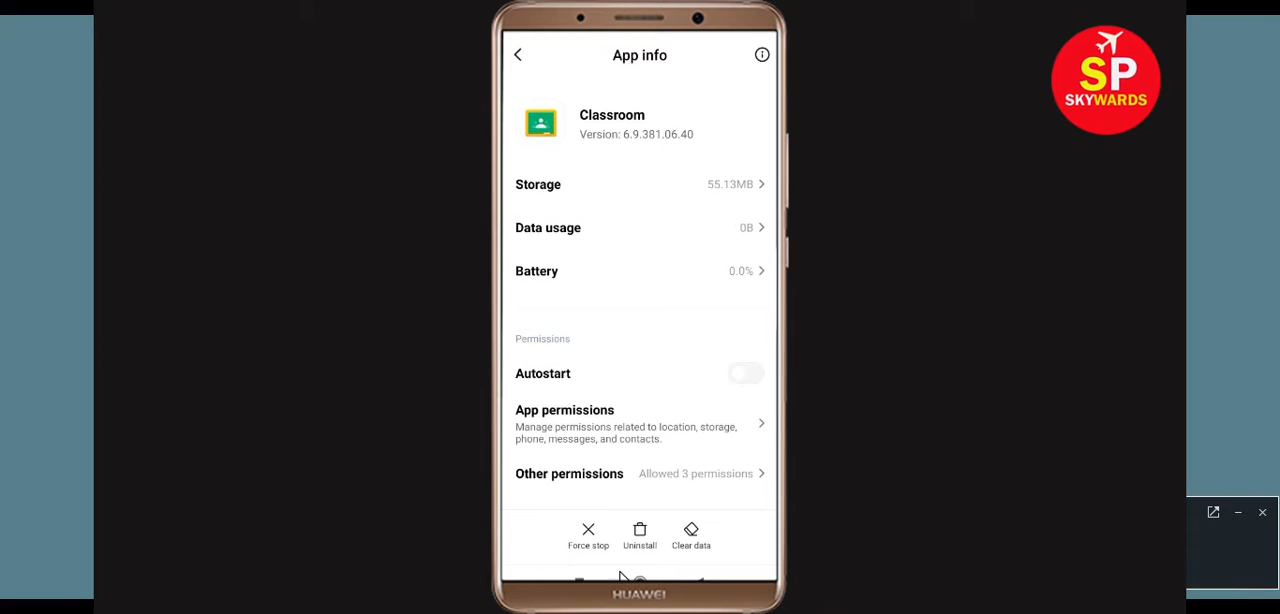 App info
SP
SKYWARDS
Classroom
Version: 6.9.381.06.40
Storage 55.13MB
Data usage 0B
Battery 0.0%
Permissions
Autostart
App permissions
Manage permissions related to location, storage,
phone, messages, and contacts.
Other permissions Allowed 3 permissions
Force stop Uninstall Clear data
HUAWEI